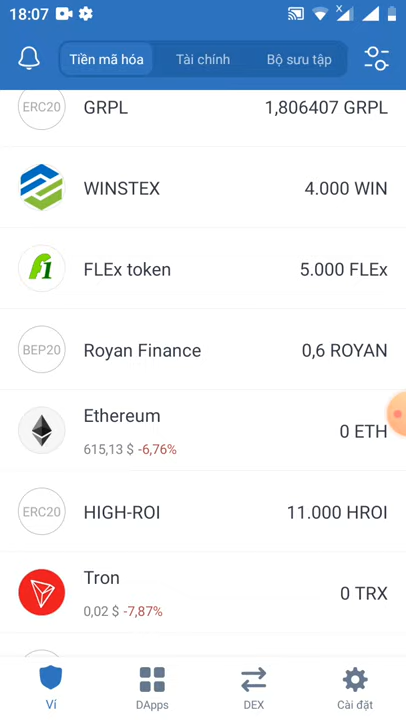 18:07
x
Tiền mã hóa
Tài chính
Bộ sưu tập
ERC20
GRPL
1,806407 GRPL
WINSTEX
4.000 WIN
f1
FLEx token
5.000 FLEx
BEP20
Royan Finance
0,6 ROYAN
Ethereum
615,13 $ -6,76%
0 ETH
ERC20
HIGH-ROI
11.000 HROI
Tron
0,02 $ -7,87%
0 TRX
Ví
DApps
DEX
Cài đặt